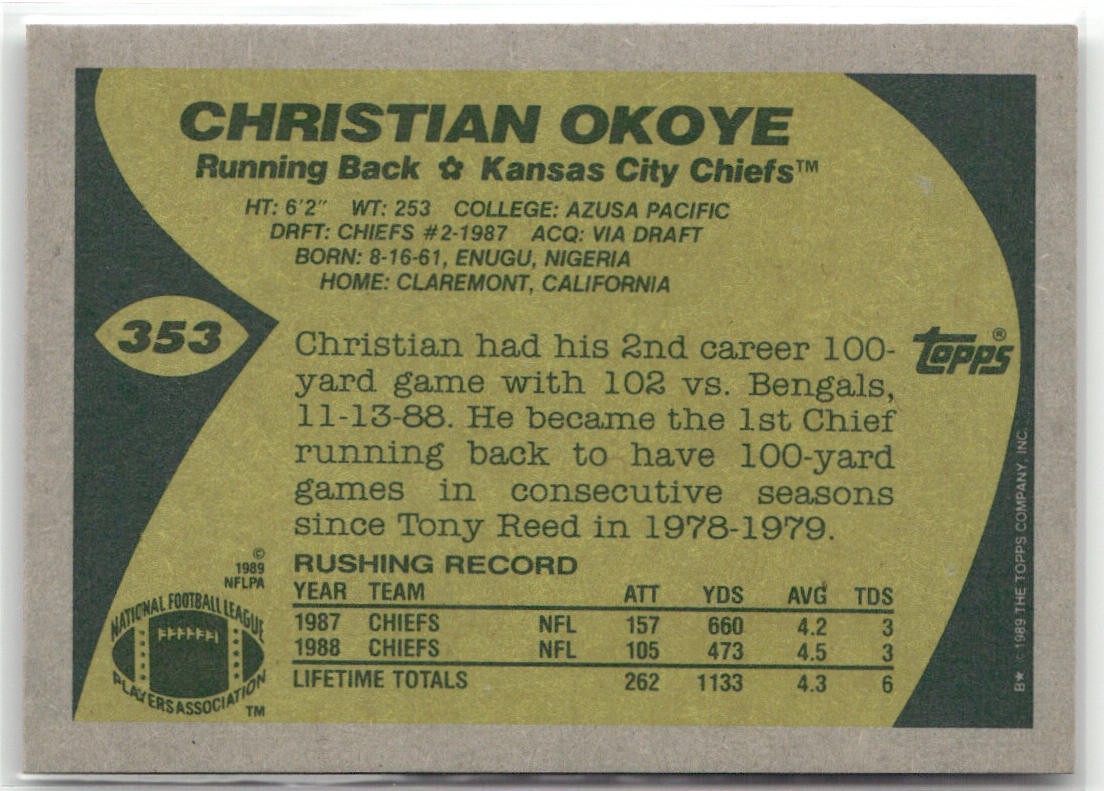 CHRISTIAN OKOYE
Running Back ✿ Kansas City Chiefs™
HT: 6'2" WT: 253 COLLEGE: AZUSA PACIFIC
DRFT: CHIEFS #2-1987 ACQ: VIA DRAFT
BORN: 8-16-61, ENUGU, NIGERIA
HOME: CLAREMONT, CALIFORNIA
353
Christian had his 2nd career 100-
yard game with 102 vs. Bengals,
11-13-88. He became the 1st Chief
running back to have 100-yard
games in consecutive seasons
since Tony Reed in 1978-1979.
topps®
RUSHING RECORD
YEAR TEAM ATT YDS AVG TDS
1987 CHIEFS NFL 157 660 4.2 3
1988 CHIEFS NFL 105 473 4.5 3
LIFETIME TOTALS 262 1133 4.3 6
©
1989
NFLPA
NATIONAL FOOTBALL LEAGUE
PLAYERS ASSOCIATION
TM
B* ©1989 THE TOPPS COMPANY, INC.